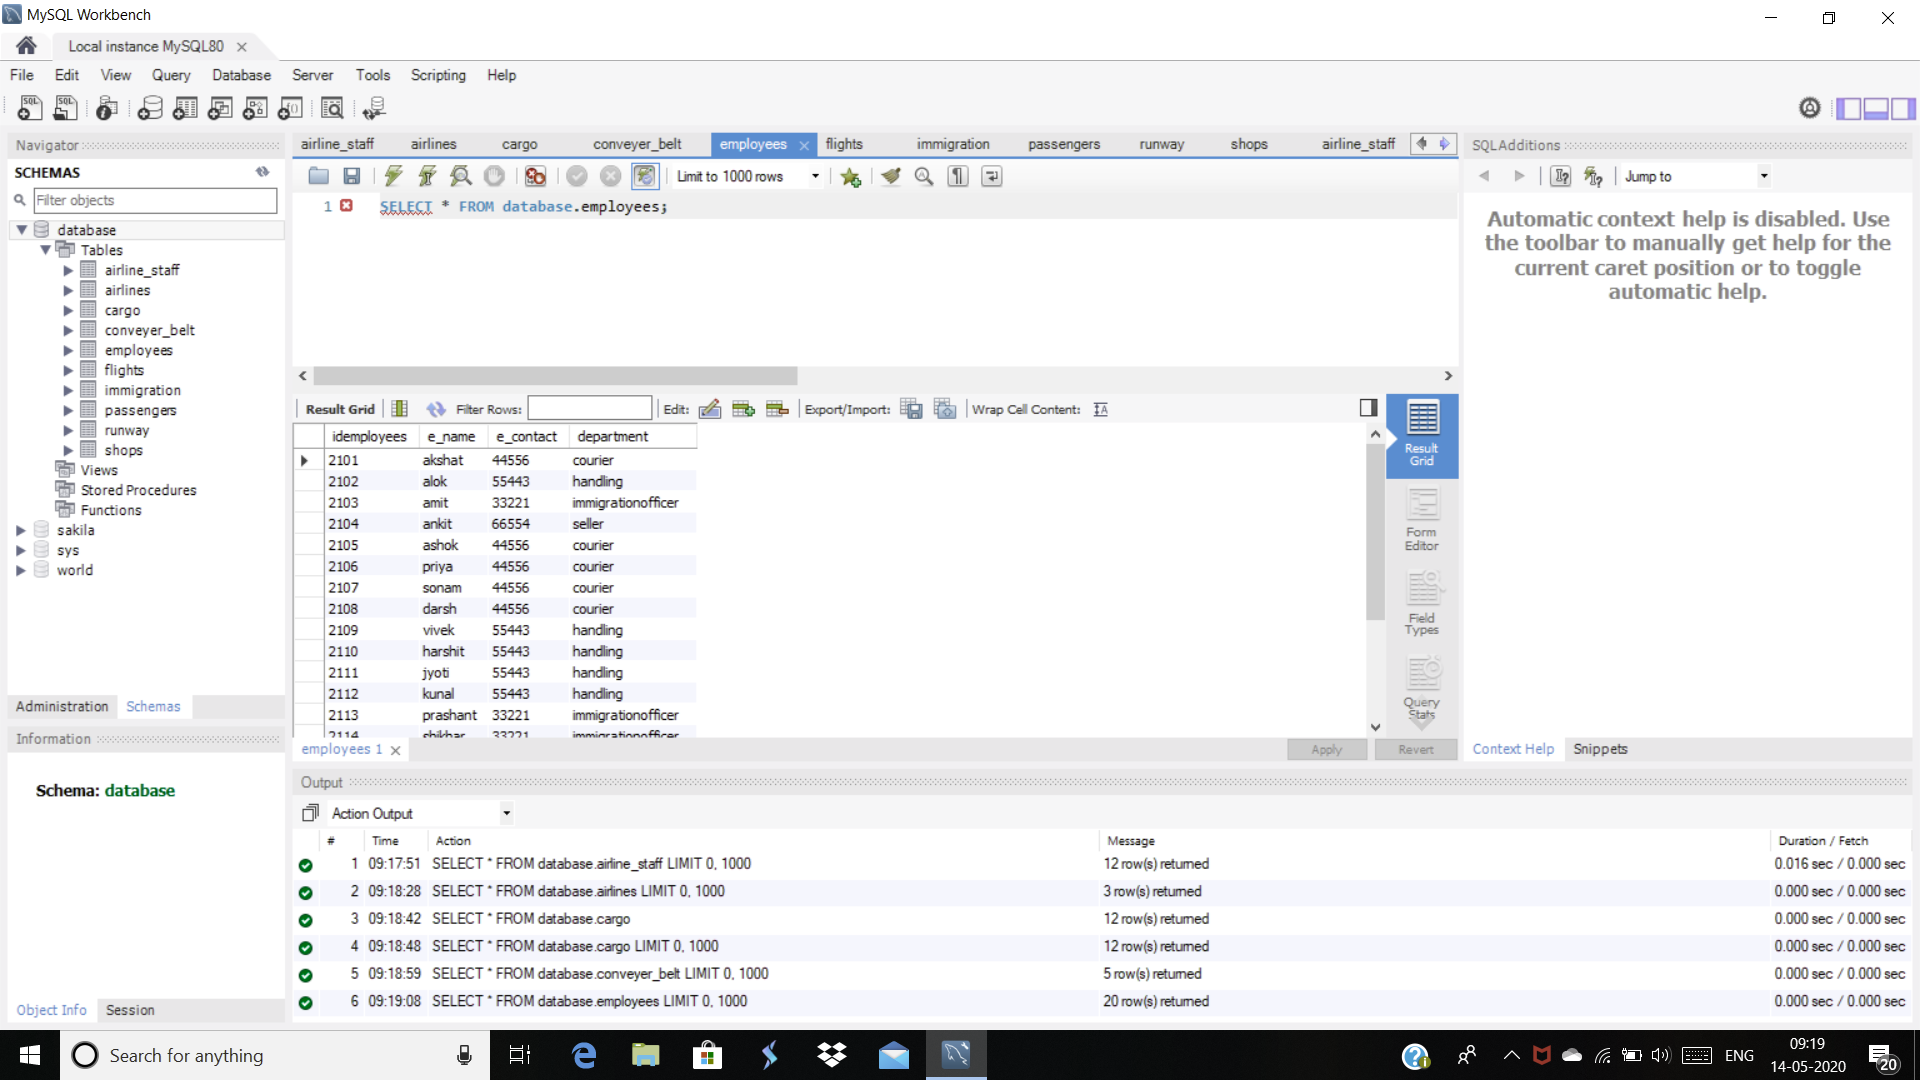 MySQL Workbench
Local instance MySQL80
File Edit View Query Database Server Tools Scripting Help
Navigator
SCHEMAS
Filter objects
database
Tables
airline_staff
airlines
cargo
conveyer_belt
employees
flights
immigration
passengers
runway
shops
Views
Stored Procedures
Functions
sakila
sys
world
Administration Schemas
Information
Schema: database
Object Info Session
airline_staff airlines cargo conveyer_belt employees flights immigration passengers runway shops airline_staff
Limit to 1000 rows
1 SELECT * FROM database.employees;
Result Grid Filter Rows: Edit: Export/Import: Wrap Cell Content:
idemployees e_name e_contact department
2101 akshat 44556 courier
2102 alok 55443 handling
2103 amit 33221 immigrationofficer
2104 ankit 66554 seller
2105 ashok 44556 courier
2106 priya 44556 courier
2107 sonam 44556 courier
2108 darsh 44556 courier
2109 vivek 55443 handling
2110 harshit 55443 handling
2111 jyoti 55443 handling
2112 kunal 55443 handling
2113 prashant 33221 immigrationofficer
2114 shikhar 33221 immigrationofficer
Result Grid
Form Editor
Field Types
Query Stats
employees 1
Apply Revert
SQLAdditions
Jump to
Automatic context help is disabled. Use
the toolbar to manually get help for the
current caret position or to toggle
automatic help.
Context Help Snippets
Output
Action Output
# Time Action Message Duration / Fetch
1 09:17:51 SELECT * FROM database.airline_staff LIMIT 0, 1000 12 row(s) returned 0.016 sec / 0.000 sec
2 09:18:28 SELECT * FROM database.airlines LIMIT 0, 1000 3 row(s) returned 0.000 sec / 0.000 sec
3 09:18:42 SELECT * FROM database.cargo 12 row(s) returned 0.000 sec / 0.000 sec
4 09:18:48 SELECT * FROM database.cargo LIMIT 0, 1000 12 row(s) returned 0.000 sec / 0.000 sec
5 09:18:59 SELECT * FROM database.conveyer_belt LIMIT 0, 1000 5 row(s) returned 0.000 sec / 0.000 sec
6 09:19:08 SELECT * FROM database.employees LIMIT 0, 1000 20 row(s) returned 0.000 sec / 0.000 sec
Search for anything
ENG
09:19
14-05-2020
20